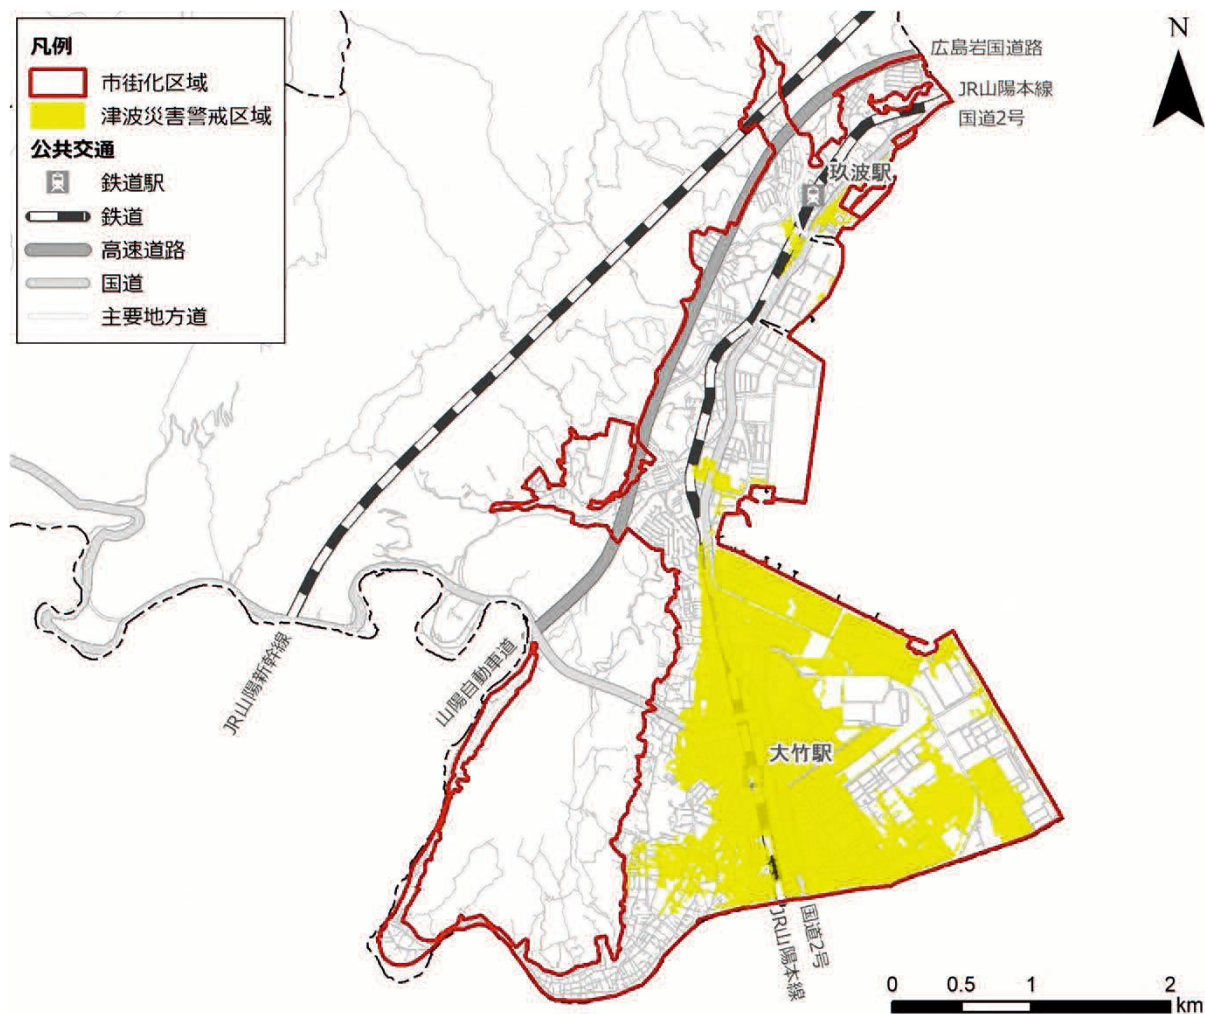 凡例
市街化区域
津波災害警戒区域
公共交通
鉄道駅
鉄道
高速道路
国道
主要地方道
N
広島岩国道路
JR山陽本線
国道2号
玖波駅
JR山陽新幹線
山陽自動車道
大竹駅
JR山陽本線
国道2号
0 0.5 1 2
km